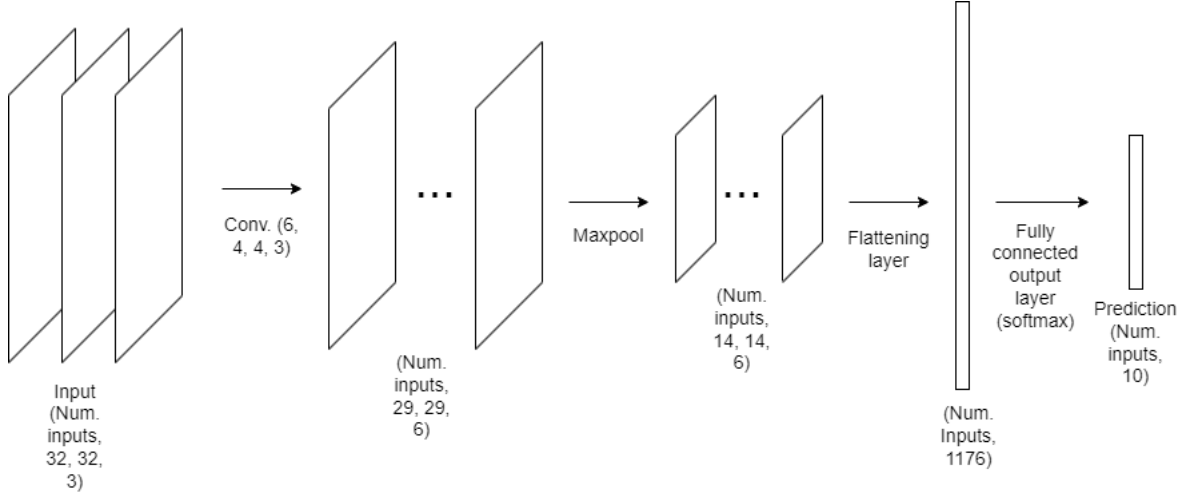 Input
(Num.
inputs,
32, 32,
3)
Conv. (6,
4, 4, 3)
(Num.
inputs,
29, 29,
6)
Maxpool
(Num.
inputs,
14, 14,
6)
Flattening
layer
(Num.
Inputs,
1176)
Fully
connected
output
layer
(softmax)
Prediction
(Num.
inputs,
10)